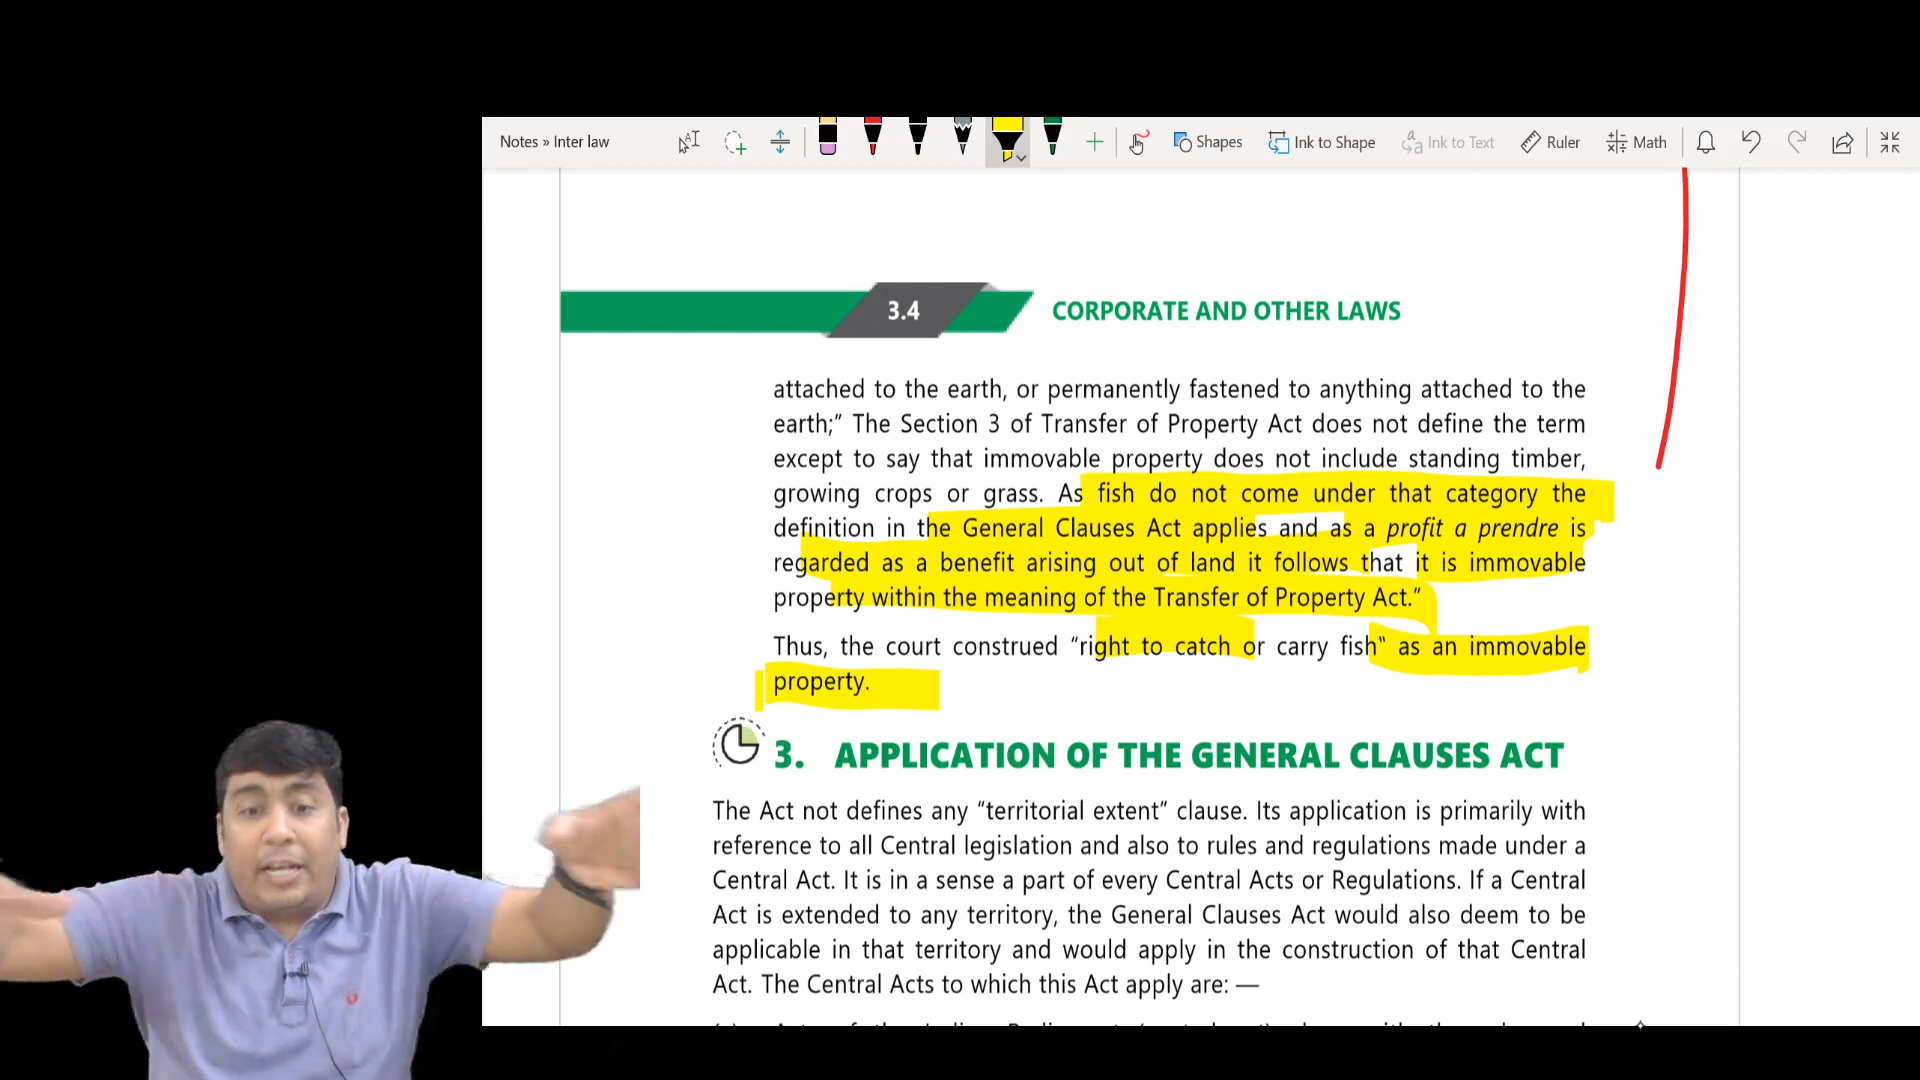 Notes » Inter law
Shapes
Ink to Shape
Ink to Text
Ruler
Math
3.4
CORPORATE AND OTHER LAWS
attached to the earth, or permanently fastened to anything attached to the
earth;” The Section 3 of Transfer of Property Act does not define the term
except to say that immovable property does not include standing timber,
growing crops or grass. As fish do not come under that category the
definition in the General Clauses Act applies and as a profit a prendre is
regarded as a benefit arising out of land it follows that it is immovable
property within the meaning of the Transfer of Property Act.”
Thus, the court construed “right to catch or carry fish“ as an immovable
property.
3. APPLICATION OF THE GENERAL CLAUSES ACT
The Act not defines any “territorial extent” clause. Its application is primarily with
reference to all Central legislation and also to rules and regulations made under a
Central Act. It is in a sense a part of every Central Acts or Regulations. If a Central
Act is extended to any territory, the General Clauses Act would also deem to be
applicable in that territory and would apply in the construction of that Central
Act. The Central Acts to which this Act apply are: —